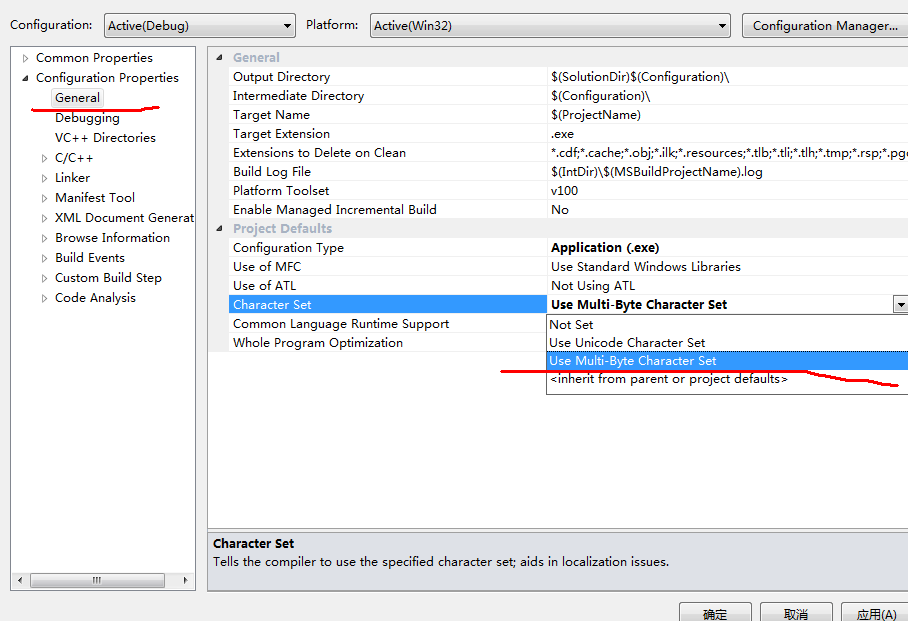 Configuration: Active(Debug) Platform: Active(Win32) Configuration Manager...
Common Properties
Configuration Properties
General
Debugging
VC++ Directories
C/C++
Linker
Manifest Tool
XML Document Generat
Browse Information
Build Events
Custom Build Step
Code Analysis
General
Output Directory $(SolutionDir)$(Configuration)\
Intermediate Directory $(Configuration)\
Target Name $(ProjectName)
Target Extension .exe
Extensions to Delete on Clean *.cdf;*.cache;*.obj;*.ilk;*.resources;*.tlb;*.tli;*.tlh;*.tmp;*.rsp;*.pgc
Build Log File $(IntDir)\$(MSBuildProjectName).log
Platform Toolset v100
Enable Managed Incremental Build No
Project Defaults
Configuration Type Application (.exe)
Use of MFC Use Standard Windows Libraries
Use of ATL Not Using ATL
Character Set Use Multi-Byte Character Set
Common Language Runtime Support Not Set
Whole Program Optimization Use Unicode Character Set
Use Multi-Byte Character Set
<inherit from parent or project defaults>
Character Set
Tells the compiler to use the specified character set; aids in localization issues.
确定 取消 应用(A)